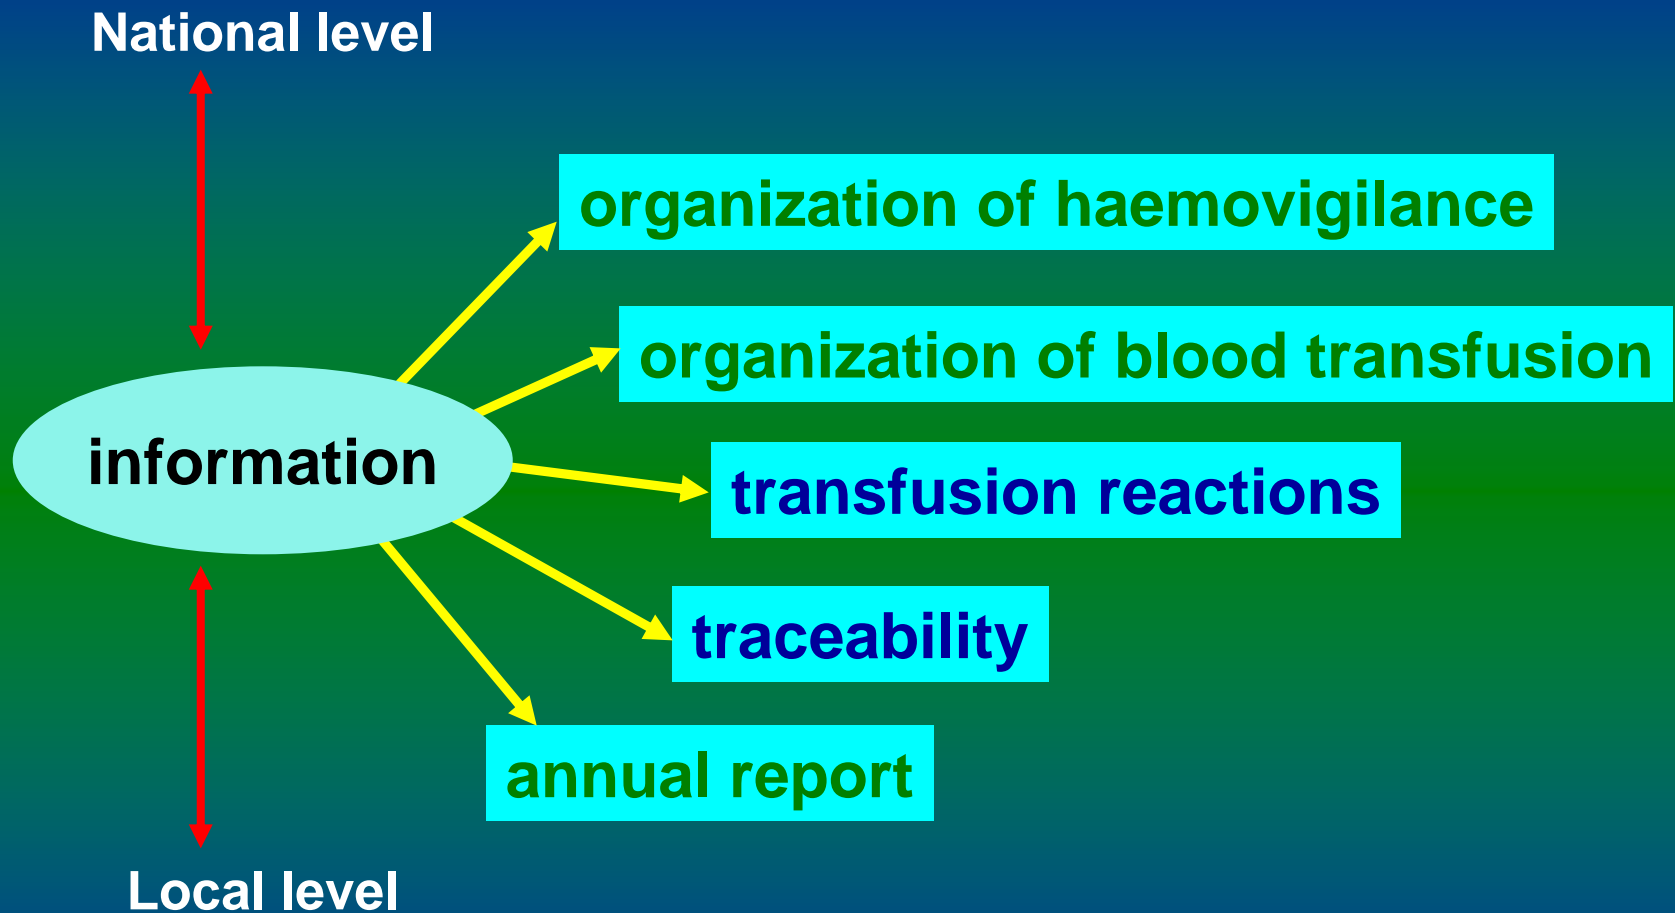 National level
organization of haemovigilance
organization of blood transfusion
information
transfusion reactions
traceability
annual report
Local level